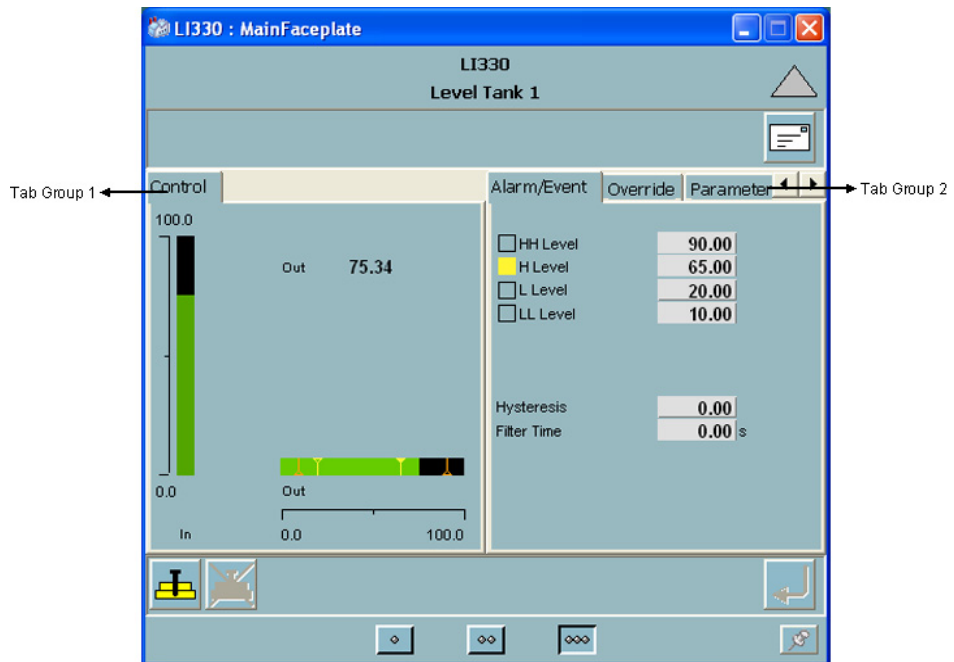 LI330 : MainFaceplate
LI330
Level Tank 1
Tab Group 1
Control
Alarm/Event Override Parameter
Tab Group 2
100.0
Out 75.34
0.0
In
Out
0.0 100.0
HH Level 90.00
H Level 65.00
L Level 20.00
LL Level 10.00
Hysteresis 0.00
Filter Time 0.00 s